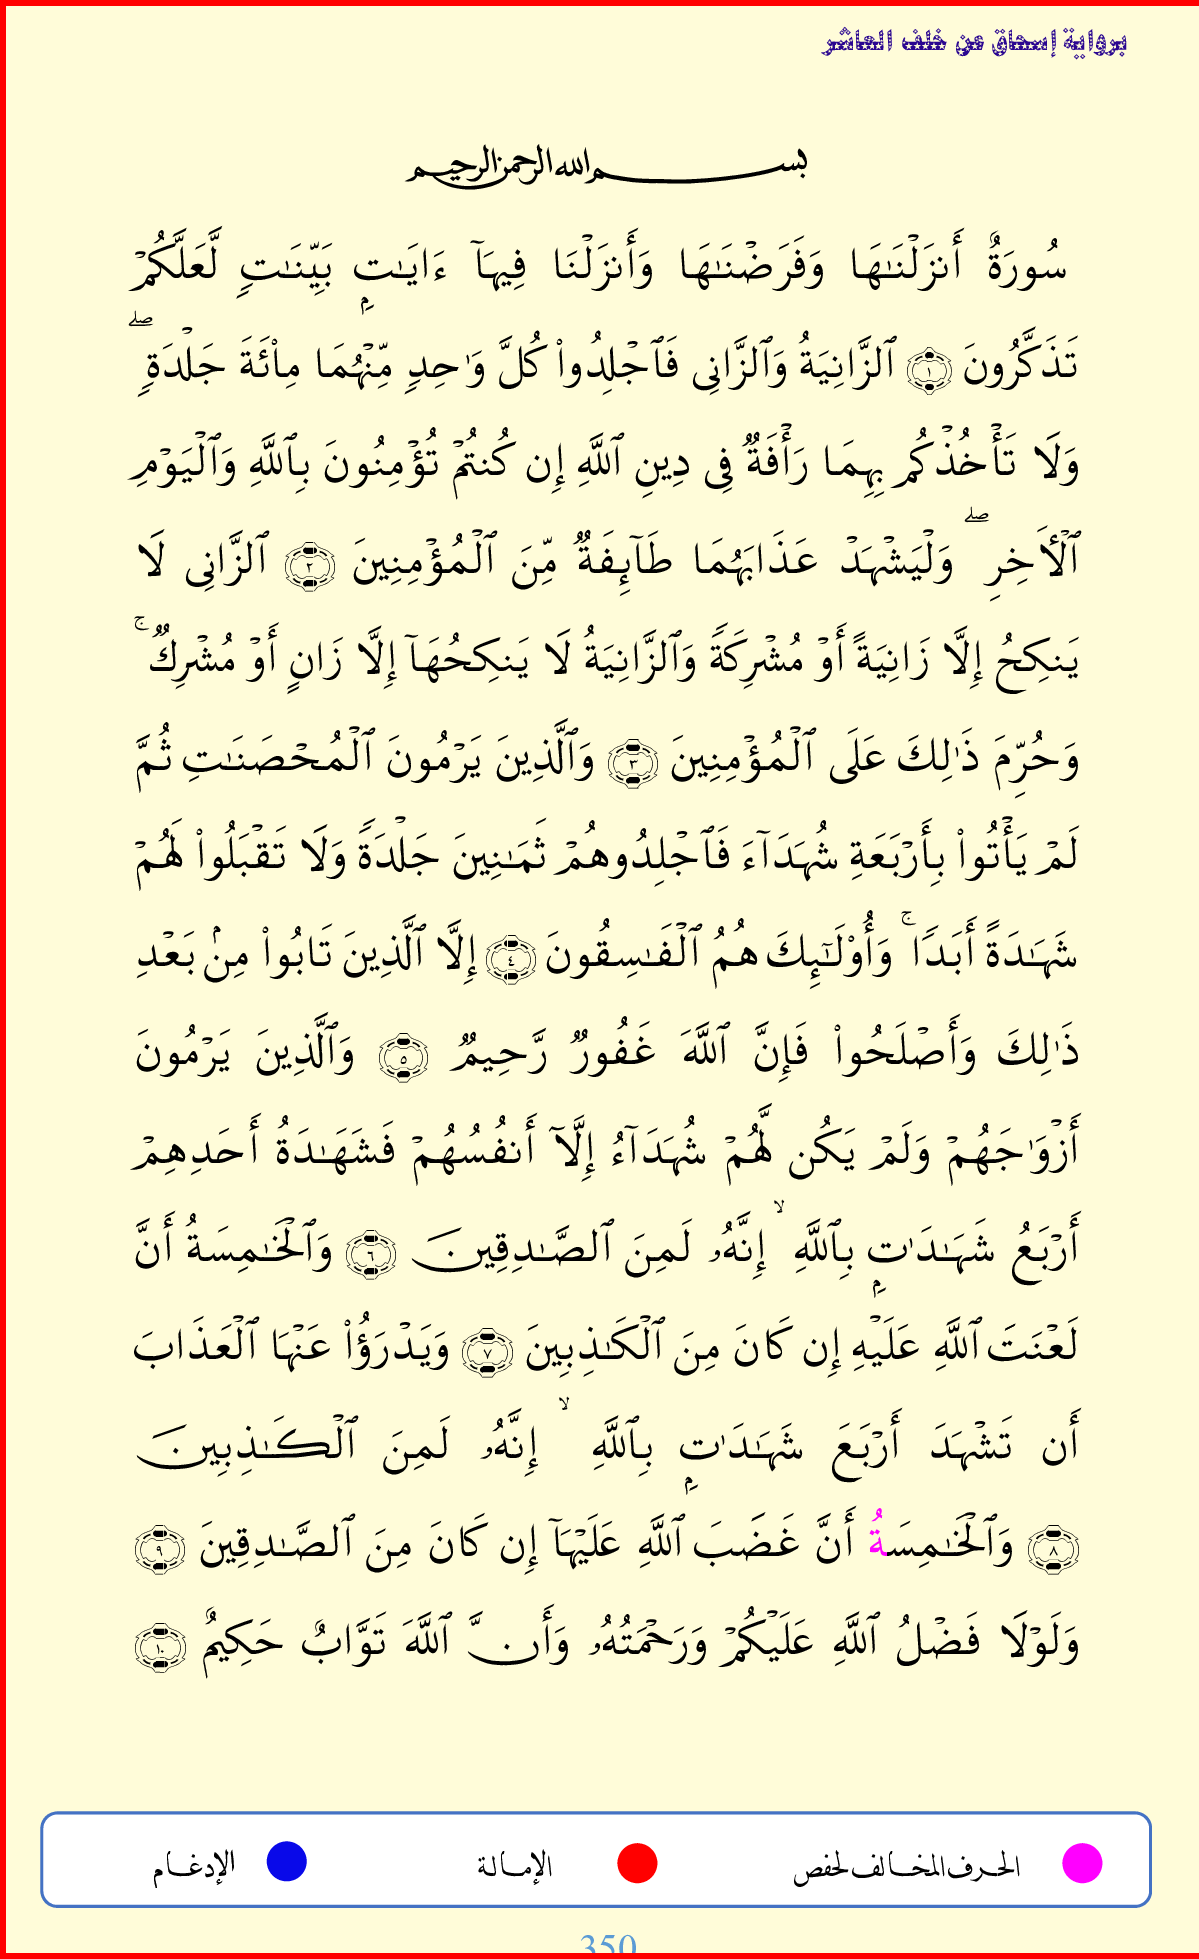 برواية إسحاق عن خلف العاشر
بسم الله الرحمن الرحيم
سُورَةٌ أَنزَلْنَٰهَا وَفَرَضْنَٰهَا وَأَنزَلْنَا فِيهَآ ءَايَٰتٍۭ بَيِّنَٰتٍ لَّعَلَّكُمْ
تَذَكَّرُونَ ١ ٱلزَّانِيَةُ وَٱلزَّانِى فَٱجْلِدُوا۟ كُلَّ وَٰحِدٍ مِّنْهُمَا مِا۟ئَةَ جَلْدَةٍ ۖ
وَلَا تَأْخُذْكُم بِهِمَا رَأْفَةٌ فِى دِينِ ٱللَّهِ إِن كُنتُمْ تُؤْمِنُونَ بِٱللَّهِ وَٱلْيَوْمِ
ٱلْأَخِرِ ۖ وَلْيَشْهَدْ عَذَابَهُمَا طَآئِفَةٌ مِّنَ ٱلْمُؤْمِنِينَ ٢ ٱلزَّانِى لَا
يَنكِحُ إِلَّا زَانِيَةً أَوْ مُشْرِكَةً وَٱلزَّانِيَةُ لَا يَنكِحُهَآ إِلَّا زَانٍ أَوْ مُشْرِكٌ ۚ
وَحُرِّمَ ذَٰلِكَ عَلَى ٱلْمُؤْمِنِينَ ٣ وَٱلَّذِينَ يَرْمُونَ ٱلْمُحْصَنَٰتِ ثُمَّ
لَمْ يَأْتُوا۟ بِأَرْبَعَةِ شُهَدَآءَ فَٱجْلِدُوهُمْ ثَمَٰنِينَ جَلْدَةً وَلَا تَقْبَلُوا۟ لَهُمْ
شَهَٰدَةً أَبَدًا ۚ وَأُو۟لَٰٓئِكَ هُمُ ٱلْفَٰسِقُونَ ٤ إِلَّا ٱلَّذِينَ تَابُوا۟ مِنۢ بَعْدِ
ذَٰلِكَ وَأَصْلَحُوا۟ فَإِنَّ ٱللَّهَ غَفُورٌ رَّحِيمٌ ٥ وَٱلَّذِينَ يَرْمُونَ
أَزْوَٰجَهُمْ وَلَمْ يَكُن لَّهُمْ شُهَدَآءُ إِلَّآ أَنفُسُهُمْ فَشَهَٰدَةُ أَحَدِهِمْ
أَرْبَعُ شَهَٰدَٰتٍۭ بِٱللَّهِ ۙ إِنَّهُۥ لَمِنَ ٱلصَّٰدِقِينَ ٦ وَٱلْخَٰمِسَةُ أَنَّ
لَعْنَتَ ٱللَّهِ عَلَيْهِ إِن كَانَ مِنَ ٱلْكَٰذِبِينَ ٧ وَيَدْرَؤُا۟ عَنْهَا ٱلْعَذَابَ
أَن تَشْهَدَ أَرْبَعَ شَهَٰدَٰتٍۭ بِٱللَّهِ ۙ إِنَّهُۥ لَمِنَ ٱلْكَٰذِبِينَ
٨ وَٱلْخَٰمِسَةُ أَنَّ غَضَبَ ٱللَّهِ عَلَيْهَآ إِن كَانَ مِنَ ٱلصَّٰدِقِينَ ٩
وَلَوْلَا فَضْلُ ٱللَّهِ عَلَيْكُمْ وَرَحْمَتُهُۥ وَأَنَّ ٱللَّهَ تَوَّابٌ حَكِيمٌ ١٠
الحرف المخالف لحفص الإمالة الإدغام
350